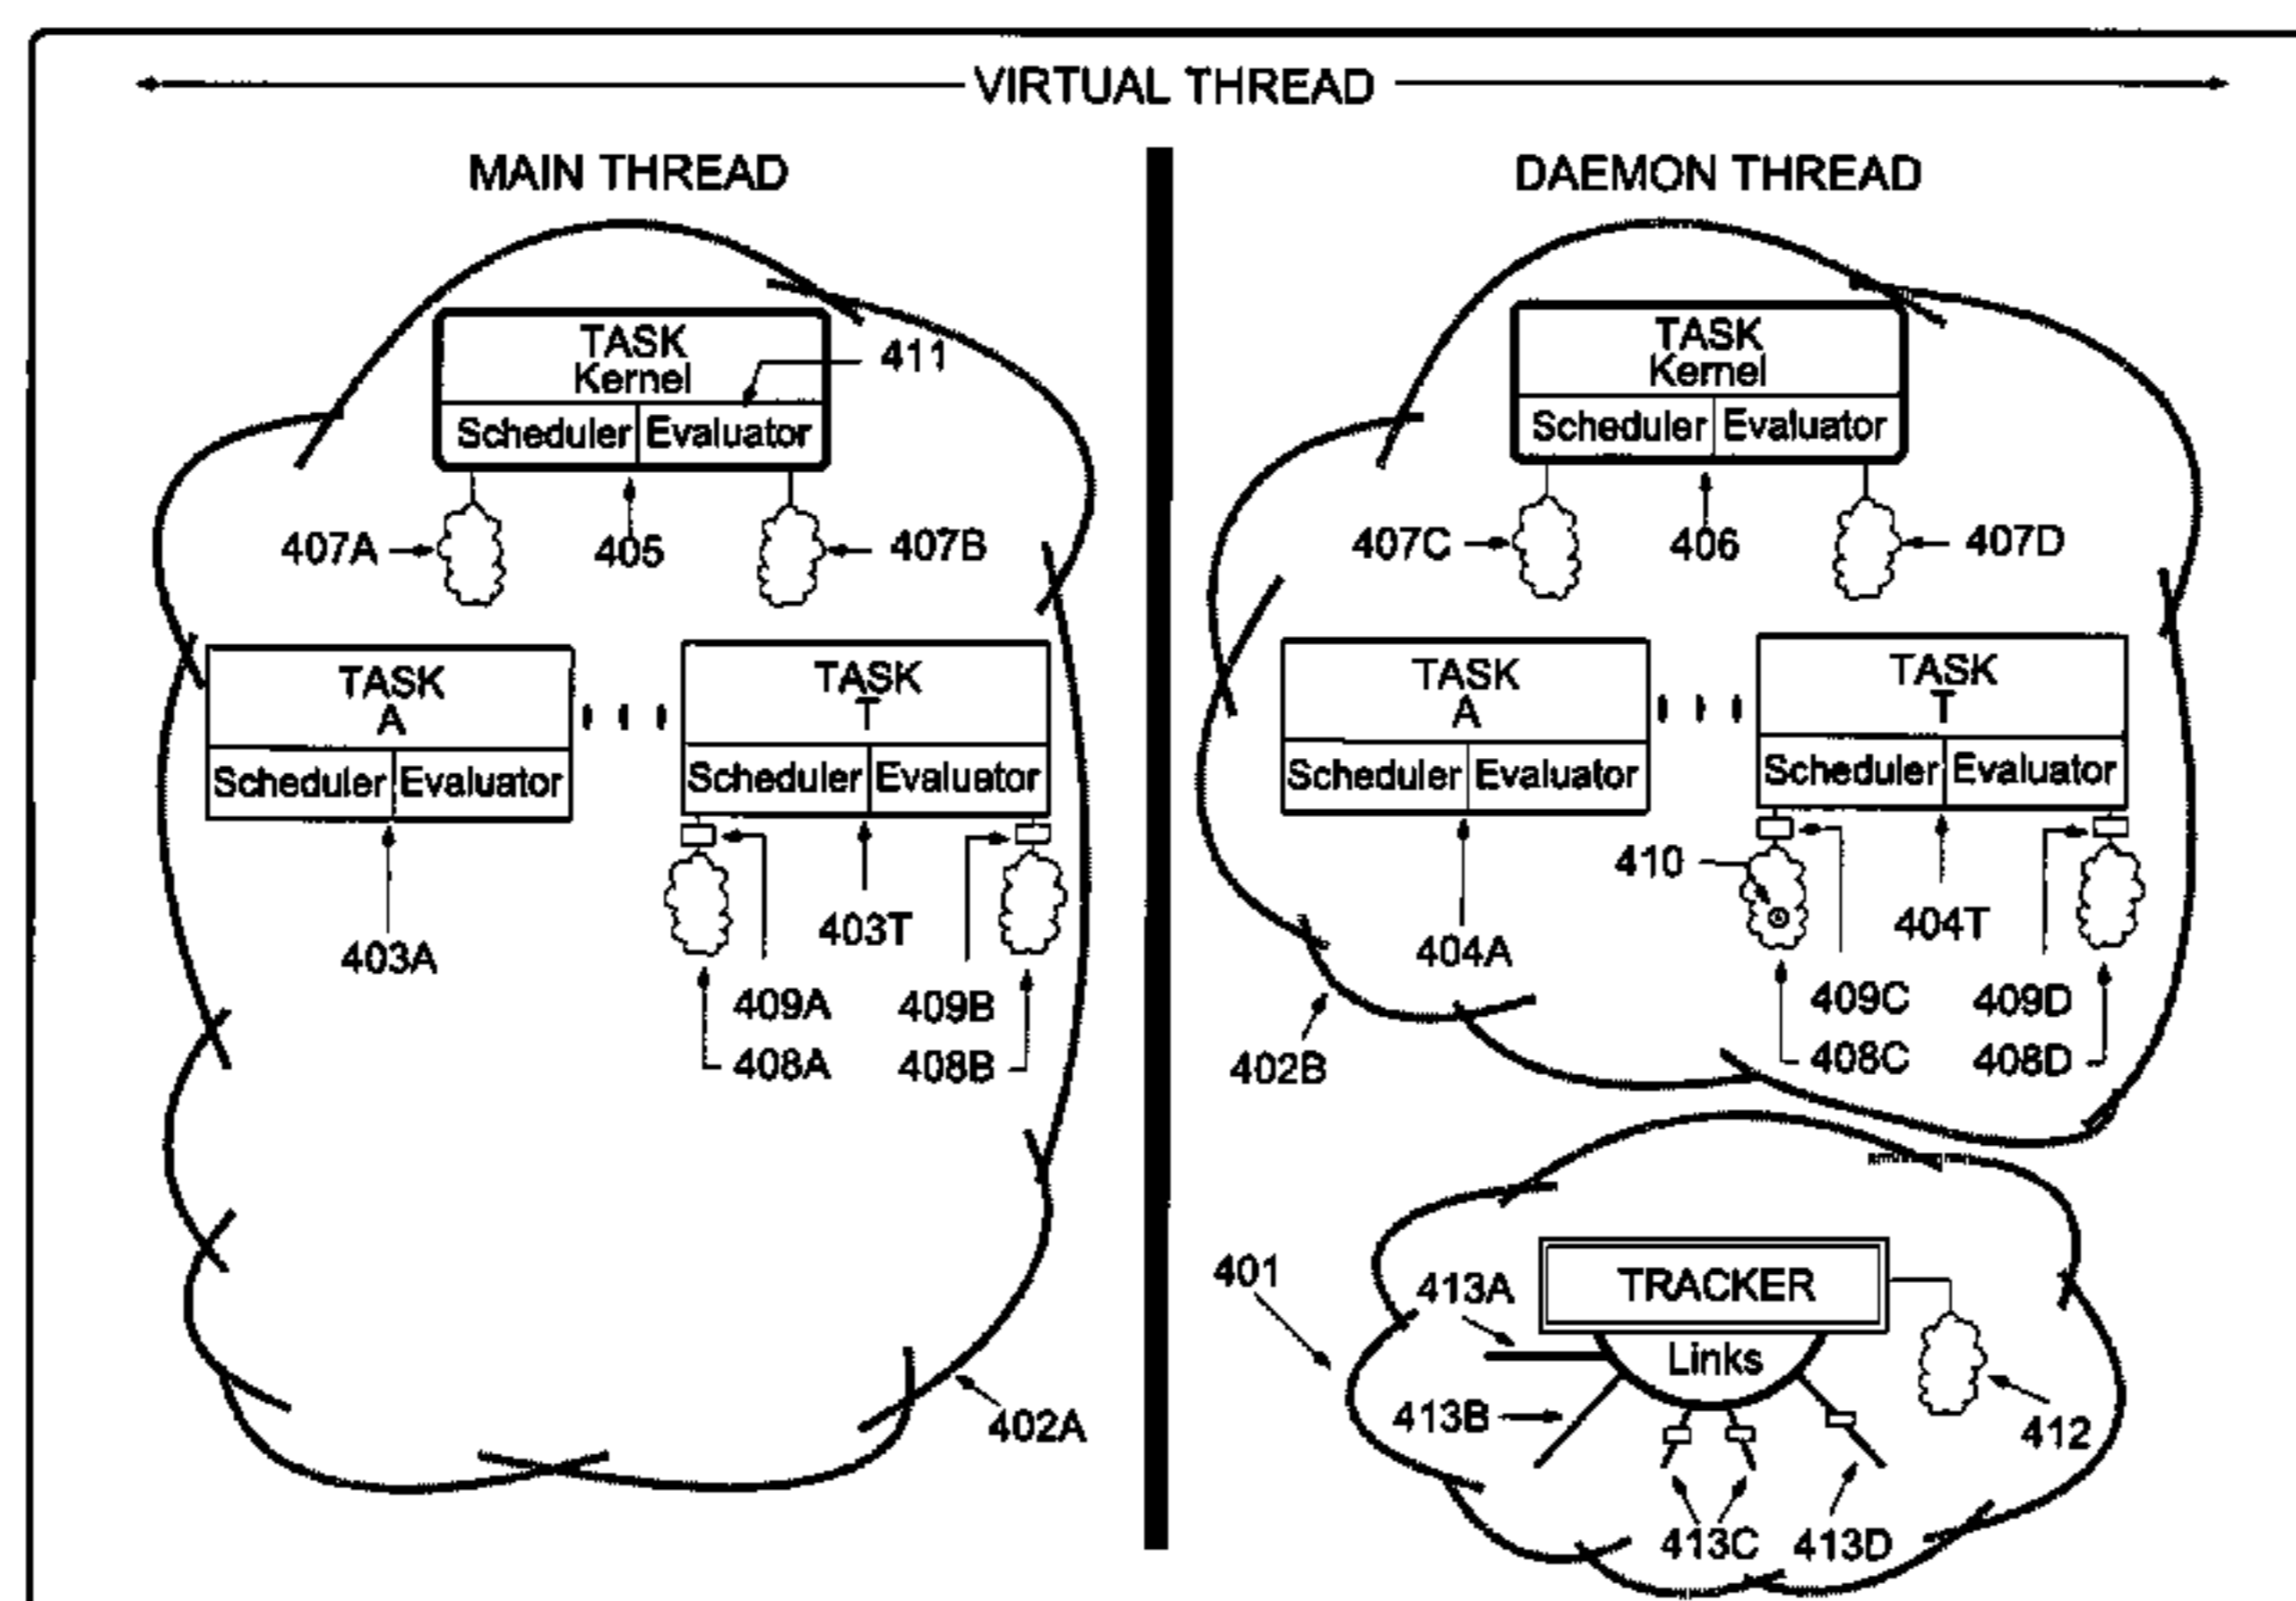 VIRTUAL THREAD
MAIN THREAD
TASK
Kernel
411
Scheduler Evaluator
407A
405
407B
TASK
A
Scheduler Evaluator
TASK
T
Scheduler Evaluator
403A
403T
409A
409B
408A
408B
402A
DAEMON THREAD
TASK
Kernel
Scheduler Evaluator
407C
406
407D
TASK
A
Scheduler Evaluator
TASK
T
Scheduler Evaluator
410
404A
404T
409C
409D
402B
408C
408D
401
413A
TRACKER
Links
413B
412
413C
413D